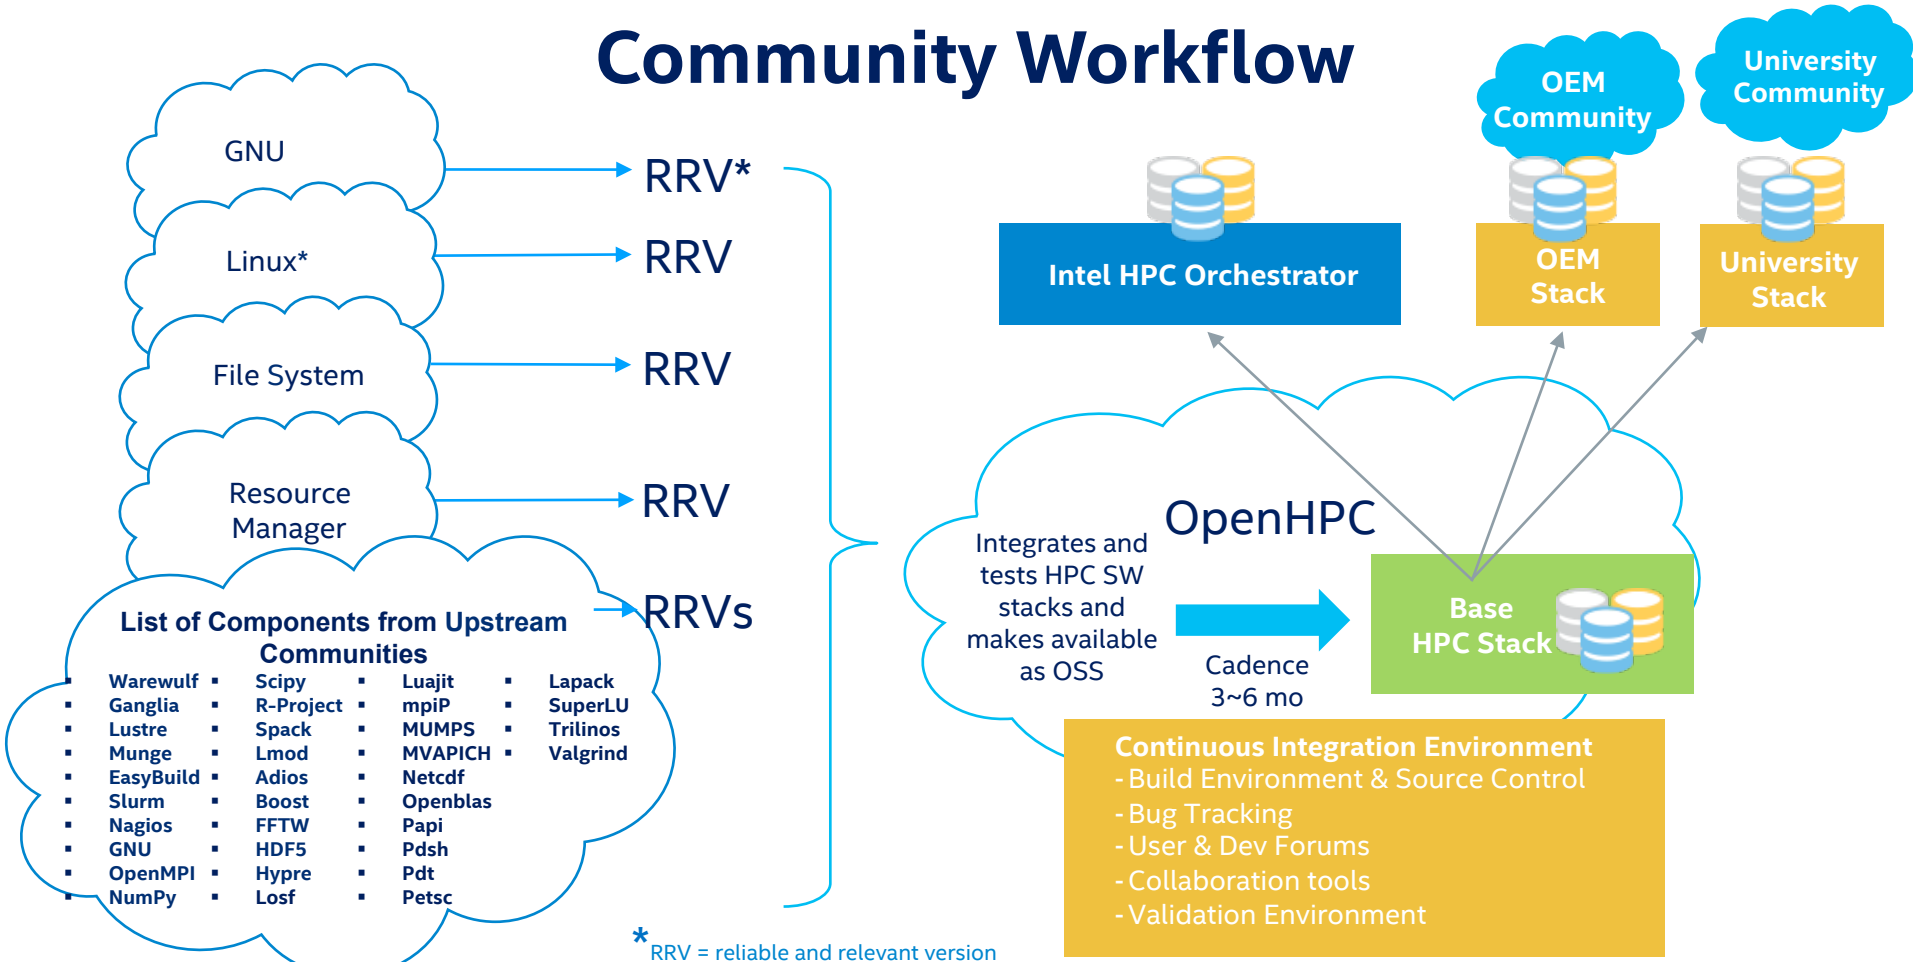 Community Workflow
GNU
Linux*
File System
Resource
Manager
RRV*
RRV
RRV
RRV
RRVs
List of Components from Upstream
Communities
▪ Warewulf
▪ Ganglia
▪ Lustre
▪ Munge
▪ EasyBuild
▪ Slurm
▪ Nagios
▪ GNU
▪ OpenMPI
▪ NumPy
▪ Scipy
▪ R-Project
▪ Spack
▪ Lmod
▪ Adios
▪ Boost
▪ FFTW
▪ HDF5
▪ Hypre
▪ Losf
▪ Luajit
▪ mpiP
▪ MUMPS
▪ MVAPICH
▪ Netcdf
▪ Openblas
▪ Papi
▪ Pdsh
▪ Pdt
▪ Petsc
▪ Lapack
▪ SuperLU
▪ Trilinos
▪ Valgrind
*RRV = reliable and relevant version
OEM
Community
University
Community
Intel HPC Orchestrator
OEM
Stack
University
Stack
OpenHPC
Integrates and
tests HPC SW
stacks and
makes available
as OSS
Cadence
3~6 mo
Base
HPC Stack
Continuous Integration Environment
- Build Environment & Source Control
- Bug Tracking
- User & Dev Forums
- Collaboration tools
- Validation Environment